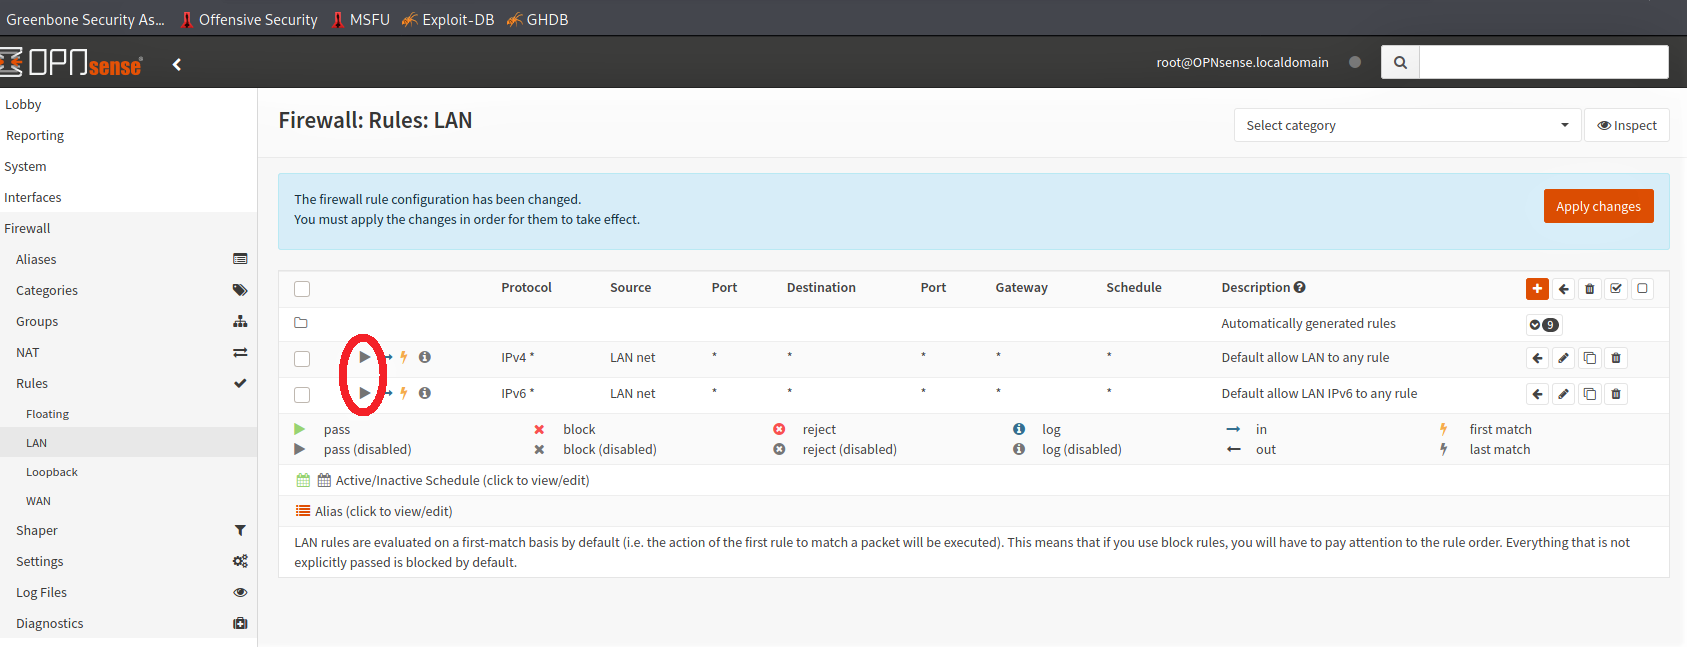 Greenbone Security As... Offensive Security MSFU Exploit-DB GHDB
OPNsense root@OPNsense.localdomain
Lobby
Reporting
System
Interfaces
Firewall
Aliases
Categories
Groups
NAT
Rules
Floating
LAN
Loopback
WAN
Shaper
Settings
Log Files
Diagnostics
Firewall: Rules: LAN
Select category Inspect
The firewall rule configuration has been changed.
You must apply the changes in order for them to take effect.
Apply changes
Protocol Source Port Destination Port Gateway Schedule Description
Automatically generated rules 9
IPv4 * LAN net * * * * * Default allow LAN to any rule
IPv6 * LAN net * * * * * Default allow LAN IPv6 to any rule
pass block reject log in first match
pass (disabled) block (disabled) reject (disabled) log (disabled) out last match
Active/Inactive Schedule (click to view/edit)
Alias (click to view/edit)
LAN rules are evaluated on a first-match basis by default (i.e. the action of the first rule to match a packet will be executed). This means that if you use block rules, you will have to pay attention to the rule order. Everything that is not
explicitly passed is blocked by default.